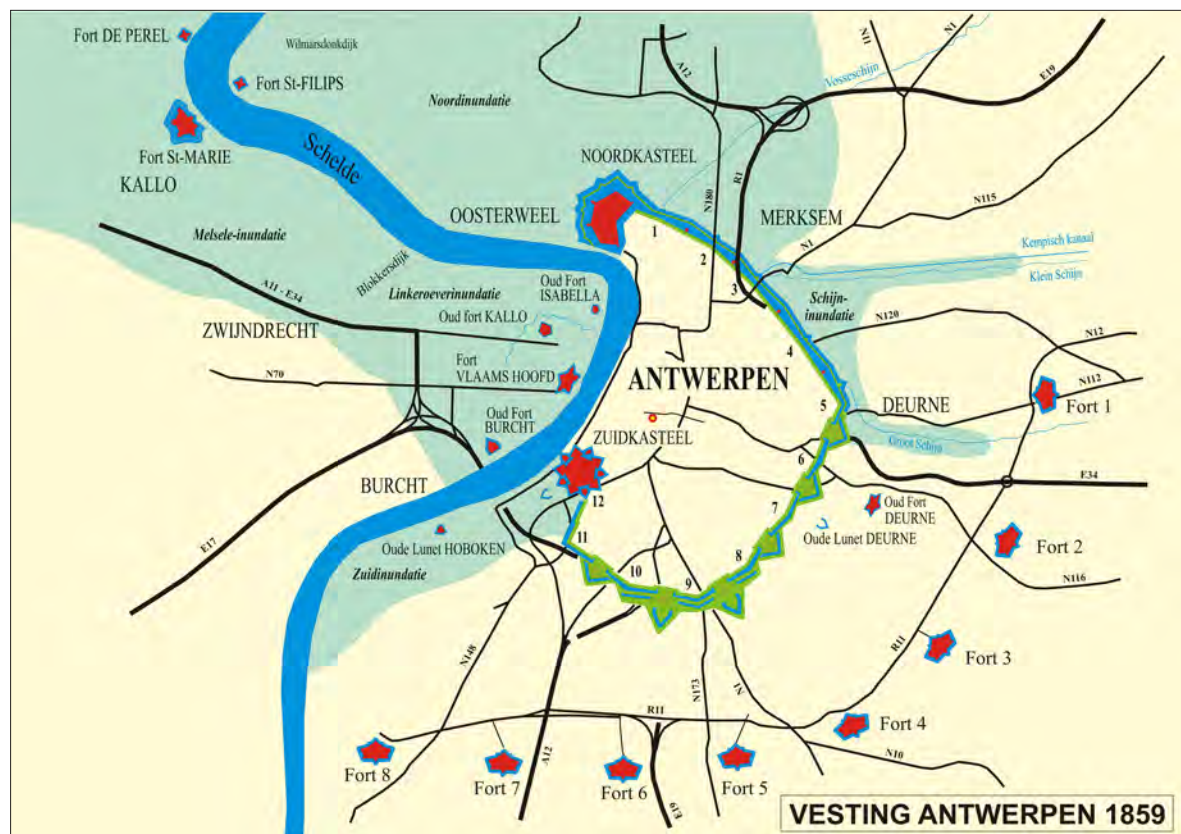 Fort DE PEREL
Wilmarsdonkdijk
Fort St-FILIPS
Noordinundatie
A12
N11
N1
E19
Vosseschijn
Fort St-MARIE
KALLO
Schelde
NOORDKASTEEL
OOSTERWEEL
N180
R1
MERKSEM
N115
N1
Kempisch kanaal
Klein Schijn
Melsele-inundatie
Blokkersdijk
A11 - E34
Linkeroeverinundatie
Oud Fort
ISABELLA
Oud fort KALLO
Schijn-
inundatie
N120
N12
N112
ZWIJNDRECHT
N70
Fort
VLAAMS HOOFD
ANTWERPEN
DEURNE
Fort 1
Groot Schijn
Oud Fort
BURCHT
ZUIDKASTEEL
BURCHT
E34
E17
Oud Fort
DEURNE
Oude Lunet DEURNE
Oude Lunet HOBOKEN
Zuidinundatie
Fort 2
N116
1
2
3
4
5
6
7
8
9
10
11
12
N148
N173
N1
R11
Fort 3
R11
Fort 4
N10
A12
E19
Fort 8
Fort 7
Fort 6
Fort 5
VESTING ANTWERPEN 1859